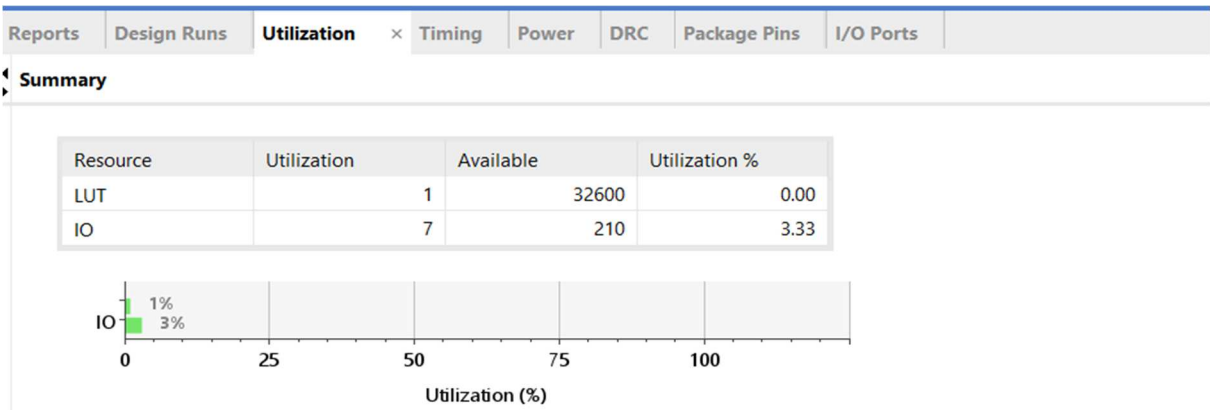 Reports Design Runs Utilization × Timing Power DRC Package Pins I/O Ports
Summary
Resource Utilization Available Utilization %
LUT 1 32600 0.00
IO 7 210 3.33
1%
IO 3%
0 25 50 75 100
Utilization (%)